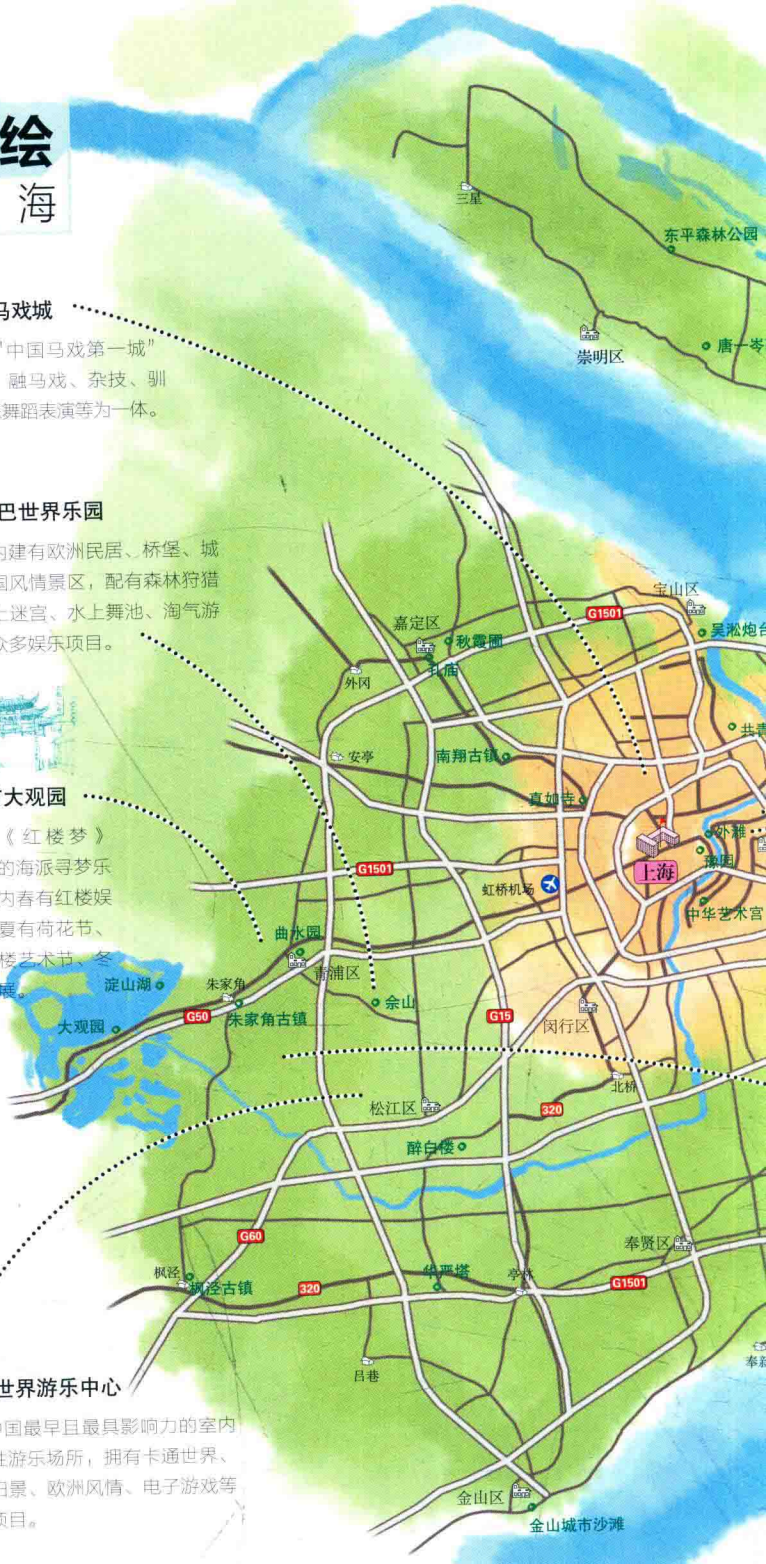 绘
海
马戏城
“中国马戏第一城”
融马戏、杂技、驯
舞蹈表演等为一体。
巴世界乐园
内建有欧洲民居、桥堡、城
国风情景区，配有森林狩猎
上迷宫、水上舞池、淘气游
众多娱乐项目。
大观园
《红楼梦》
的海派寻梦乐
内春有红楼娱
夏有荷花节、
楼艺术节、冬
展。
世界游乐中心
中国最早且最具影响力的室内
性游乐场所，拥有卡通世界、
旧景、欧洲风情、电子游戏等
项目。
三星
东平森林公园
崇明区
唐一岑
宝山区
G1501
吴淞炮台
嘉定区
秋霞圃
孔庙
外冈
共青
安亭
南翔古镇
真如寺
外滩
豫园
上海
G1501
虹桥机场
中华艺术宫
曲水园
青浦区
淀山湖
朱家角
佘山
大观园
G50
朱家角古镇
G15
闵行区
北桥
松江区
320
醉白楼
G60
奉贤区
枫泾
枫泾古镇
320
华严塔
亭林
G1501
吕巷
奉新
金山区
金山城市沙滩